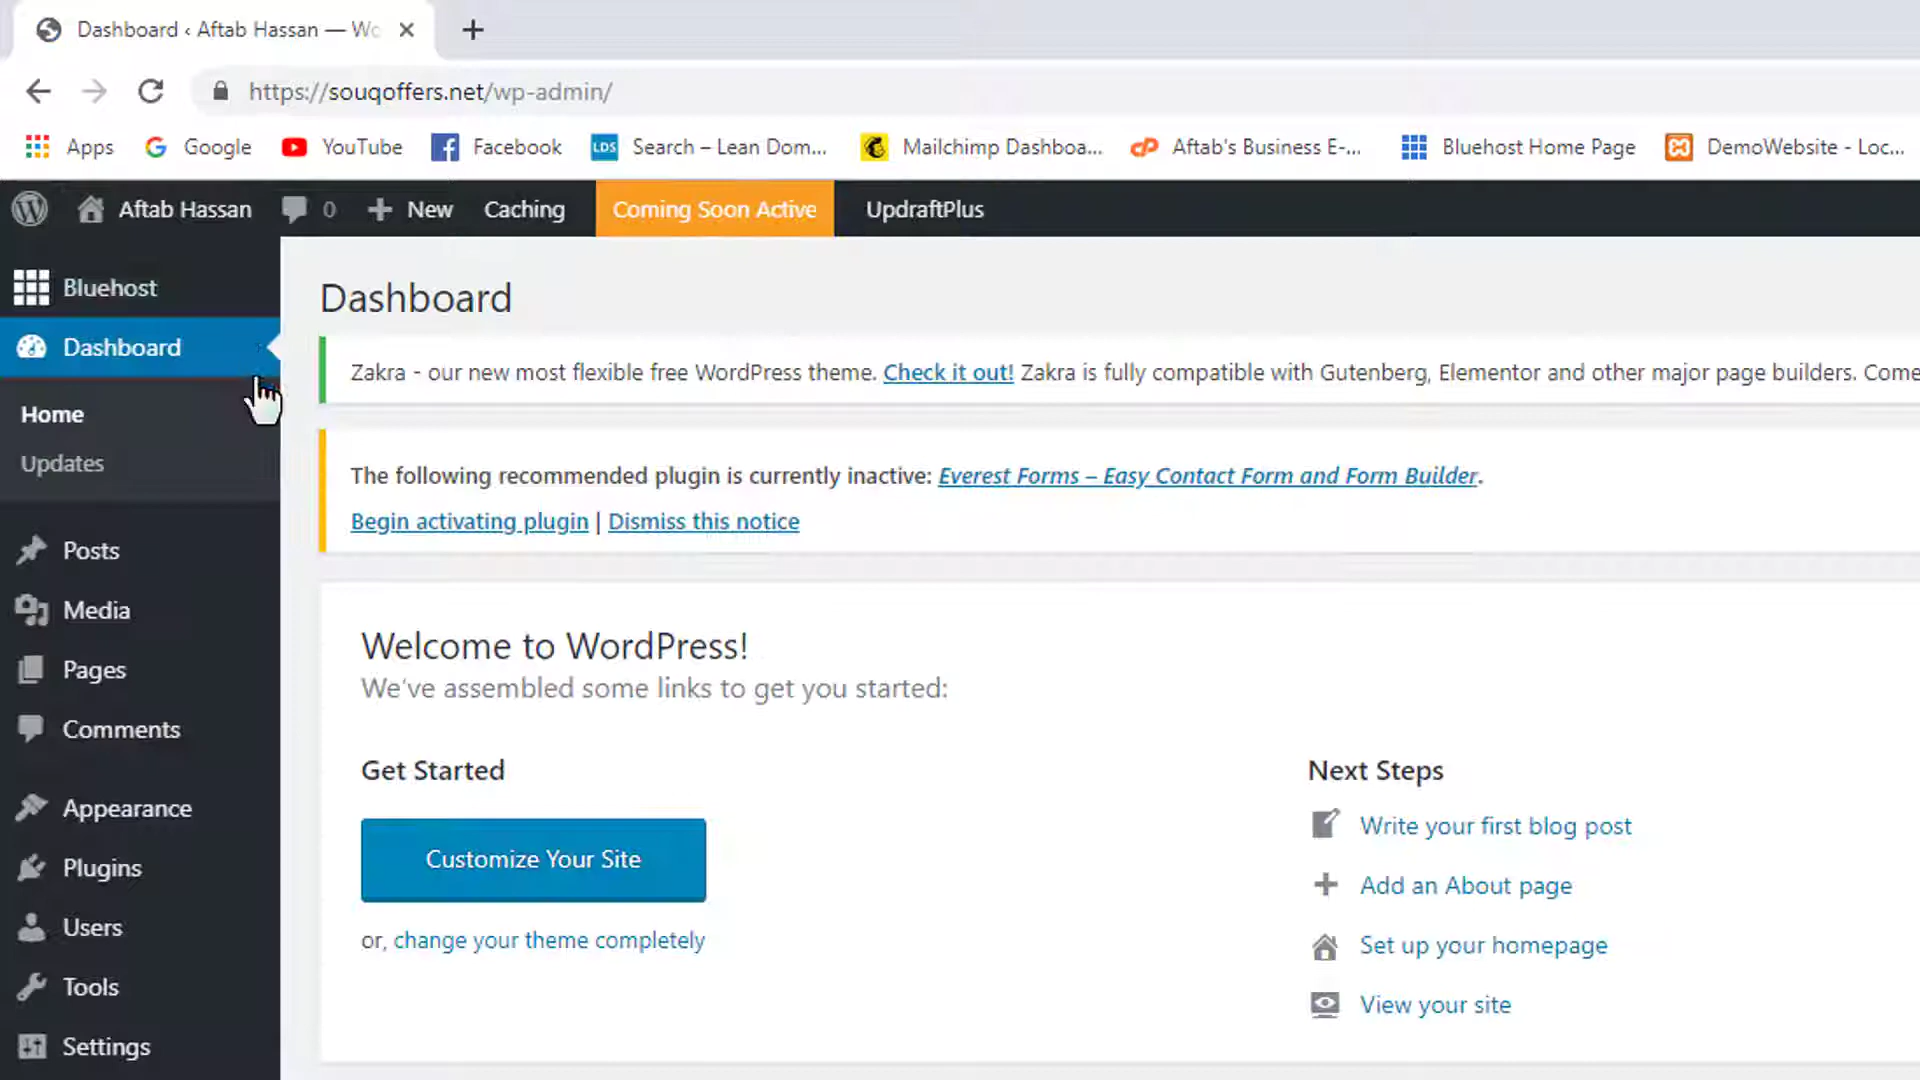 Dashboard ‹ Aftab Hassan — Wo
https://souqoffers.net/wp-admin/
Apps Google YouTube Facebook LDS Search – Lean Dom... Mailchimp Dashboa... cP Aftab's Business E-... Bluehost Home Page DemoWebsite - Loc...
Aftab Hassan 0 New Caching Coming Soon Active UpdraftPlus
Bluehost
Dashboard
Home
Updates
Posts
Media
Pages
Comments
Appearance
Plugins
Users
Tools
Settings
Dashboard
Zakra - our new most flexible free WordPress theme. Check it out! Zakra is fully compatible with Gutenberg, Elementor and other major page builders. Come
The following recommended plugin is currently inactive: Everest Forms – Easy Contact Form and Form Builder.
Begin activating plugin | Dismiss this notice
Welcome to WordPress!
We've assembled some links to get you started:
Get Started
Customize Your Site
or, change your theme completely
Next Steps
Write your first blog post
Add an About page
Set up your homepage
View your site